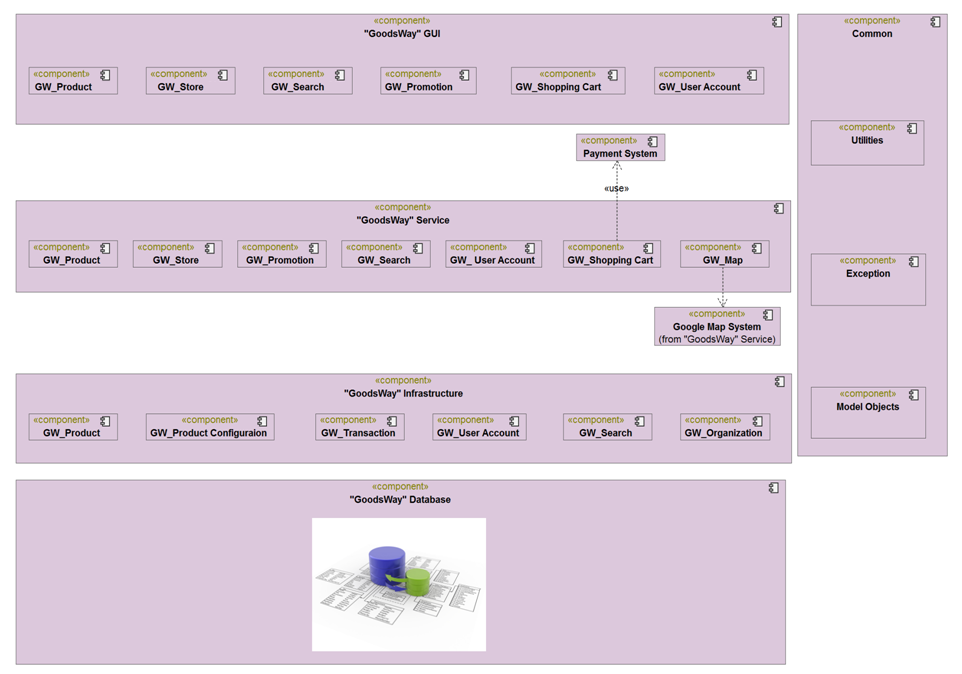 «component»
"GoodsWay" GUI
«component»
GW_Product
«component»
GW_Store
«component»
GW_Search
«component»
GW_Promotion
«component»
GW_Shopping Cart
«component»
GW_User Account
«component»
Payment System
«use»
«component»
"GoodsWay" Service
«component»
GW_Product
«component»
GW_Store
«component»
GW_Promotion
«component»
GW_Search
«component»
GW_ User Account
«component»
GW_Shopping Cart
«component»
GW_Map
«component»
Google Map System
(from "GoodsWay" Service)
«component»
"GoodsWay" Infrastructure
«component»
GW_Product
«component»
GW_Product Configuraion
«component»
GW_Transaction
«component»
GW_User Account
«component»
GW_Search
«component»
GW_Organization
«component»
"GoodsWay" Database
«component»
Common
«component»
Utilities
«component»
Exception
«component»
Model Objects